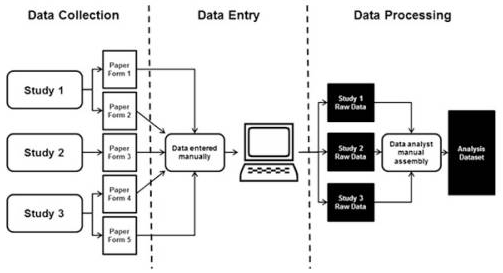 Data Collection
Data Entry
Data Processing
Study 1
Paper
Form 1
Paper
Form 2
Study 2
Paper
Form 3
Study 3
Paper
Form 4
Paper
Form 5
Data entered
manually
Study 1
Raw Data
Study 2
Raw Data
Study 3
Raw Data
Data analyst
manual
assembly
Analysis
Dataset